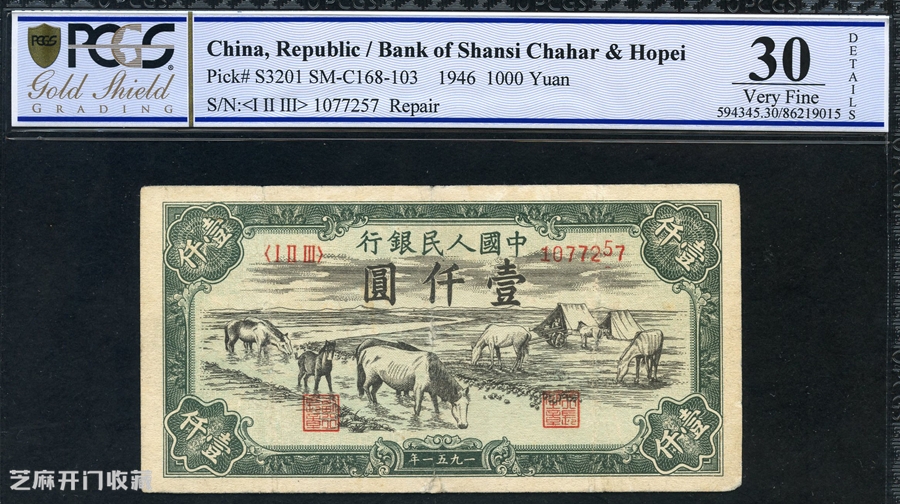 PCGS
PCGS
Gold Shield
GRADING
China, Republic / Bank of Shansi Chahar & Hopei
Pick# S3201 SM-C168-103 1946 1000 Yuan
S/N:<I II III> 1077257 Repair
30
Very Fine
594345.30/86219015
DETAILS
行銀民人國中
〈I II III〉
1077257
圓仟壹
壹仟
壹仟
壹仟
壹仟
年一五九一
芝麻开门收藏